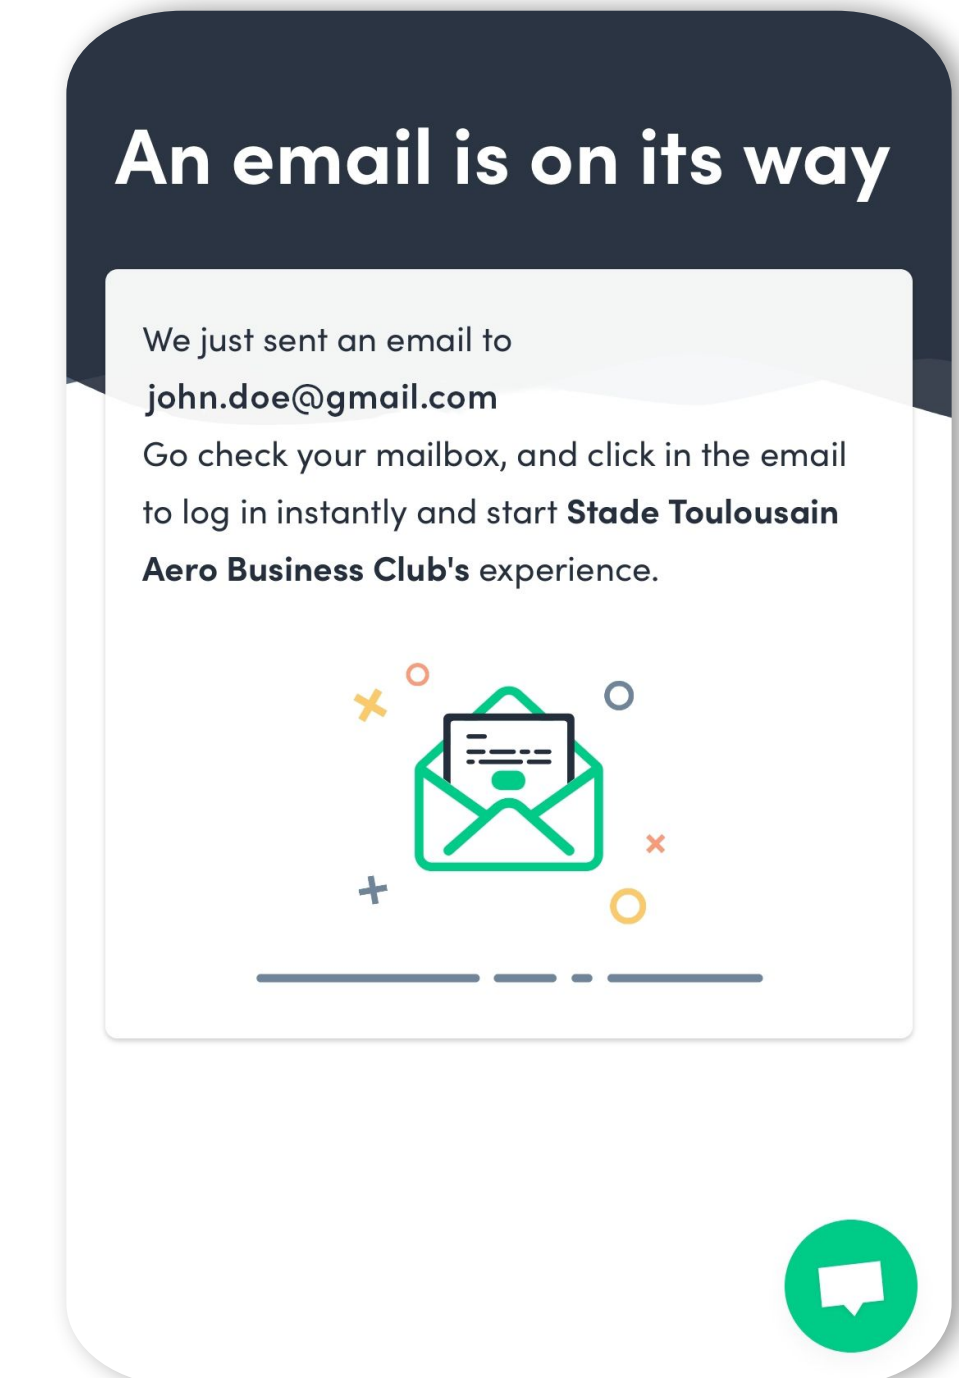 An email is on its way
We just sent an email to
john.doe@gmail.com
Go check your mailbox, and click in the email
to log in instantly and start Stade Toulousain
Aero Business Club's experience.